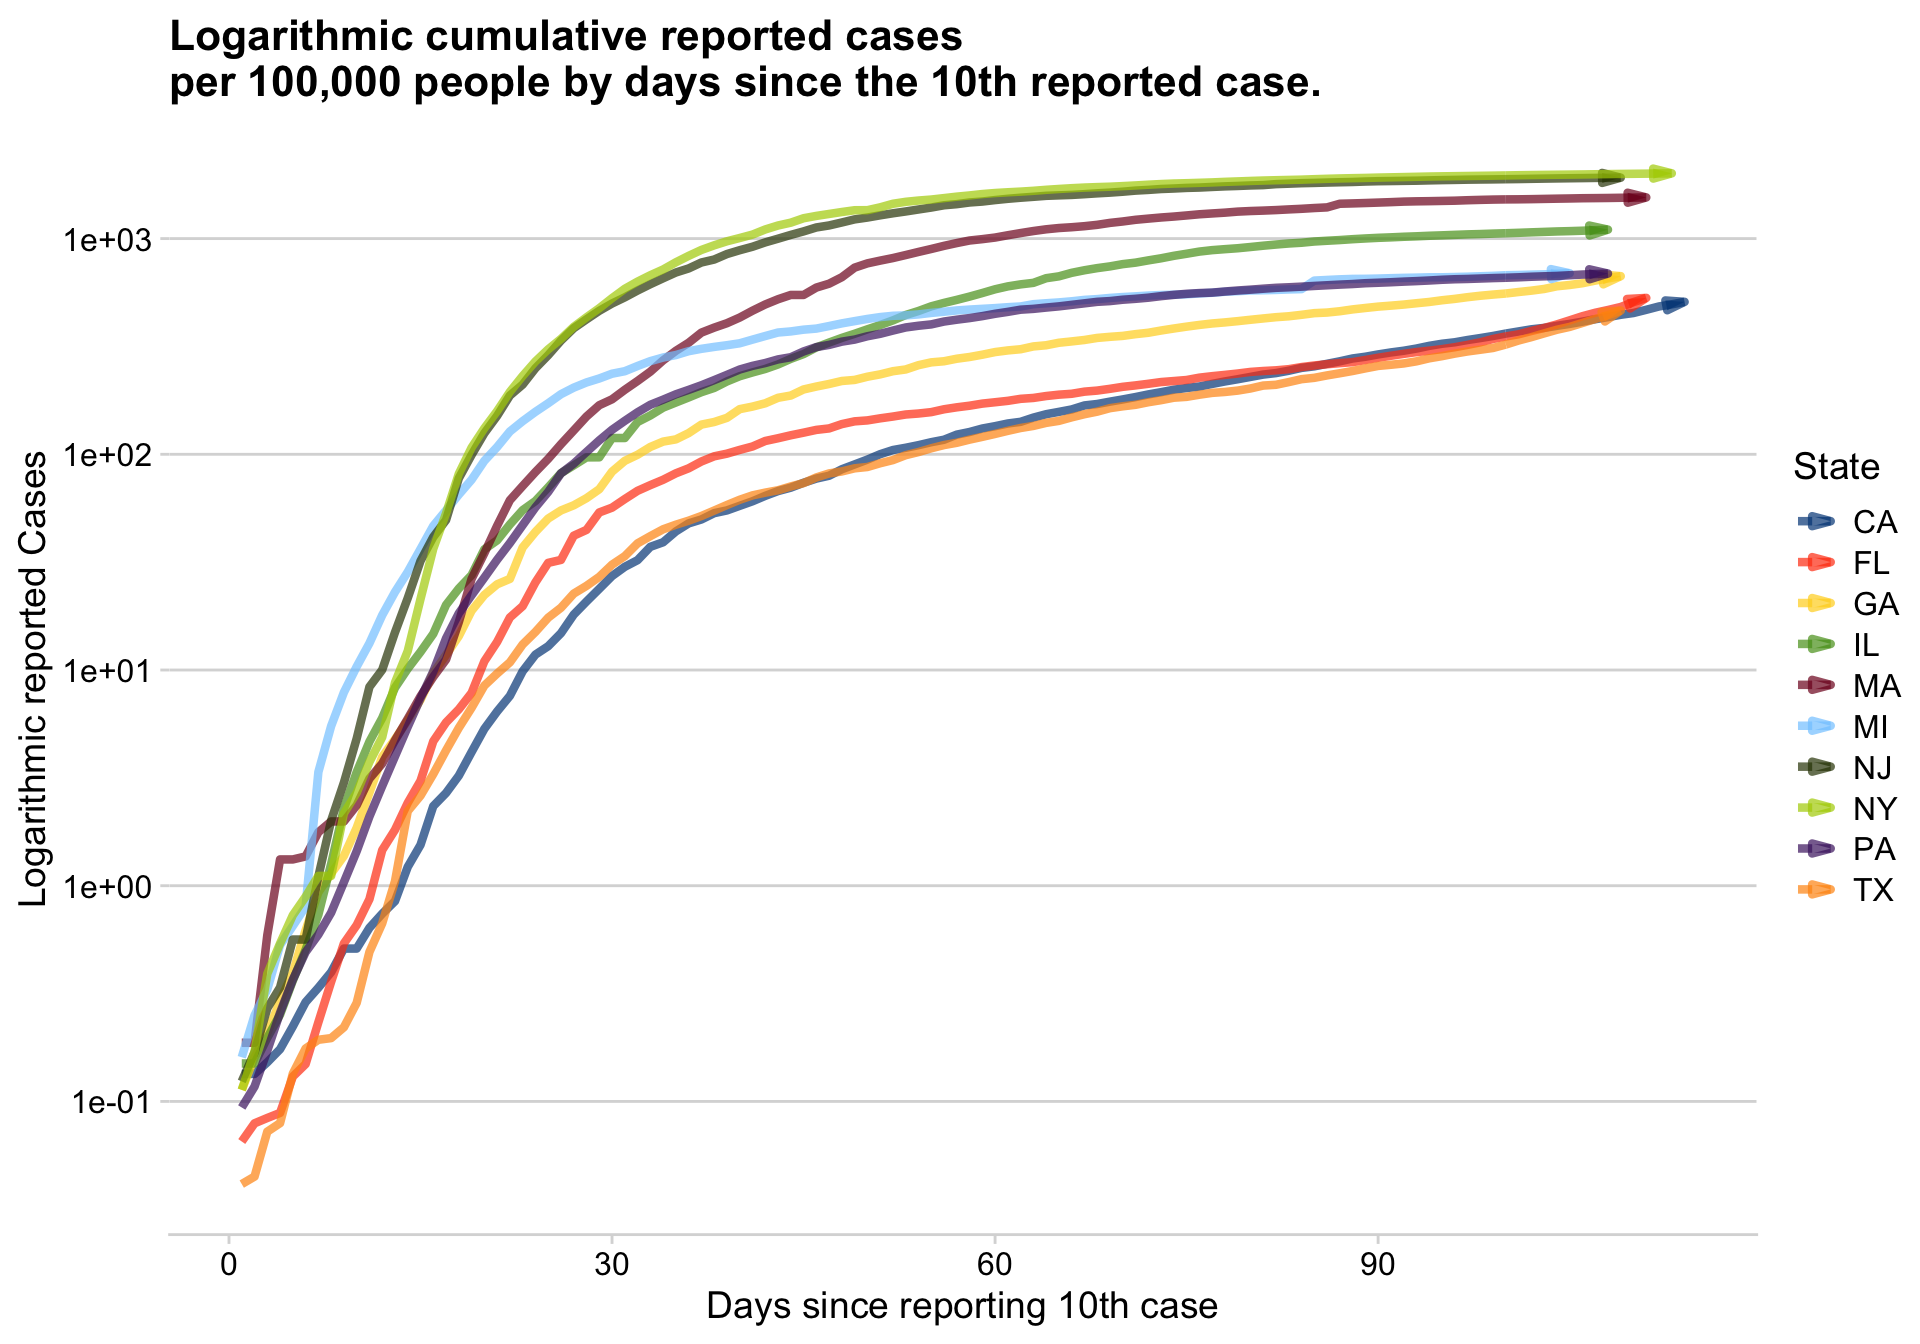 Logarithmic cumulative reported cases
per 100,000 people by days since the 10th reported case.
Logarithmic reported Cases
1e+03
1e+02
1e+01
1e+00
1e-01
0
30
60
90
Days since reporting 10th case
State
CA
FL
GA
IL
MA
MI
NJ
NY
PA
TX